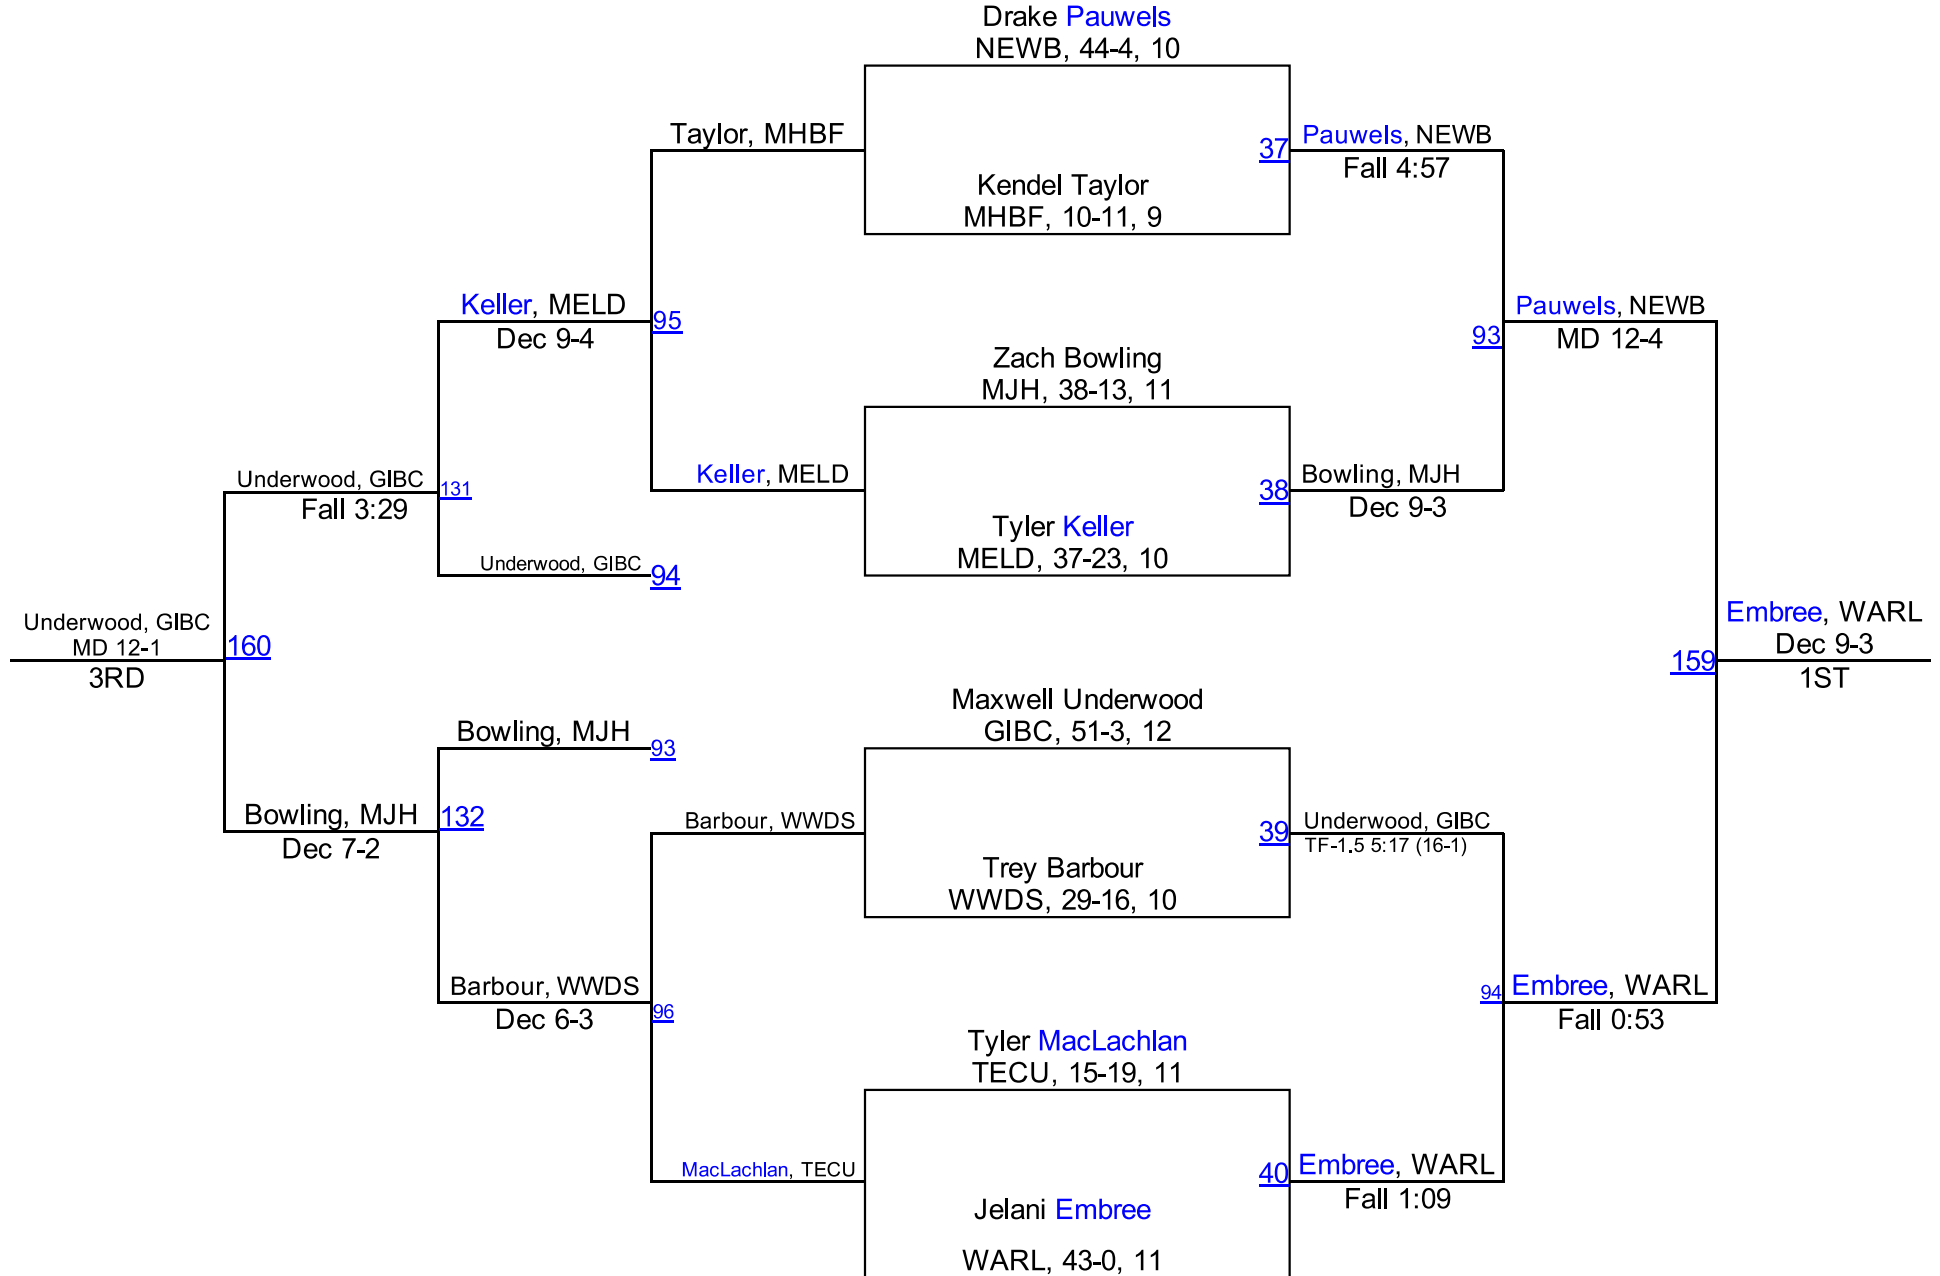 Drake Pauwels
NEWB, 44-4, 10
Taylor, MHBF
37
Pauwels, NEWB
Fall 4:57
Kendel Taylor
MHBF, 10-11, 9
Keller, MELD
Dec 9-4
95
Pauwels, NEWB
MD 12-4
93
Zach Bowling
MJH, 38-13, 11
Underwood, GIBC
Fall 3:29
131
Keller, MELD
38
Bowling, MJH
Dec 9-3
Tyler Keller
MELD, 37-23, 10
Underwood, GIBC
94
Underwood, GIBC
MD 12-1
3RD
160
Embree, WARL
Dec 9-3
1ST
159
Maxwell Underwood
GIBC, 51-3, 12
Bowling, MJH
93
Bowling, MJH
Dec 7-2
132
Barbour, WWDS
39
Underwood, GIBC
TF-1.5 5:17 (16-1)
Trey Barbour
WWDS, 29-16, 10
Barbour, WWDS
Dec 6-3
96
94
Embree, WARL
Fall 0:53
Tyler MacLachlan
TECU, 15-19, 11
MacLachlan, TECU
40
Embree, WARL
Fall 1:09
Jelani Embree
WARL, 43-0, 11